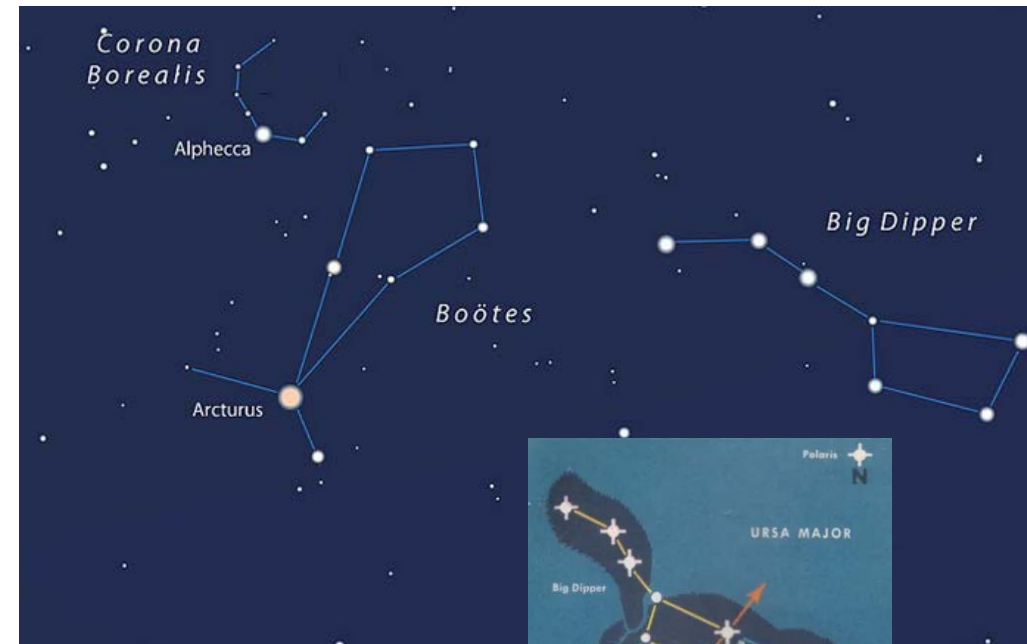 Corona
Borealis
Alphecca
Big Dipper
Boötes
Arcturus
Polaris
N
URSA MAJOR
Big Dipper